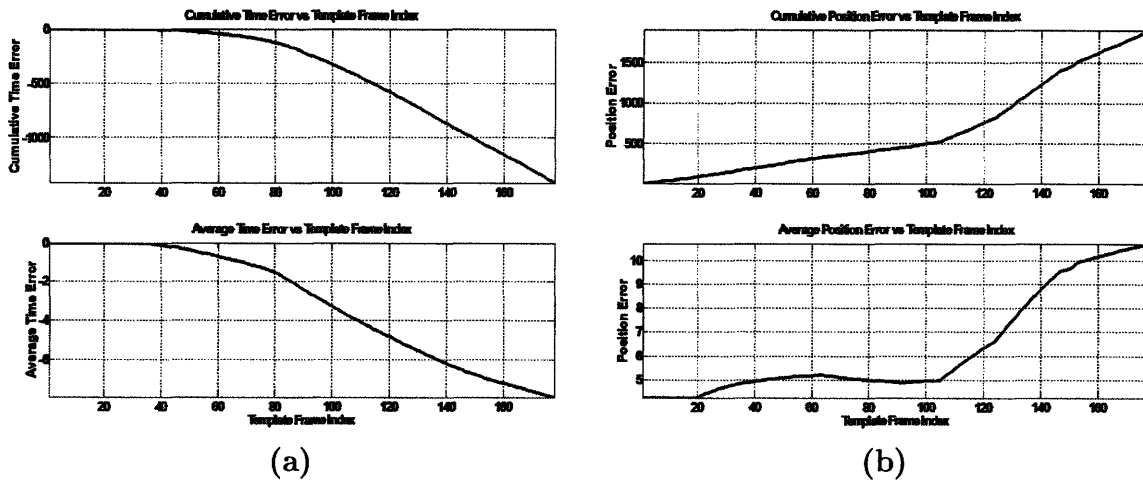 Cumulative Time Error vs Template Frame Index
Cumulative Time Error
0
-500
-1000
20 40 60 80 100 120 140 160
Average Time Error vs Template Frame Index
Average Time Error
0
-2
-4
-6
20 40 60 80 100 120 140 160
Template Frame Index
(a)
Cumulative Position Error vs Template Frame Index
Position Error
1500
1000
500
20 40 60 80 100 120 140 160
Average Position Error vs Template Frame Index
Position Error
10
9
8
7
6
5
20 40 60 80 100 120 140 160
Template Frame Index
(b)